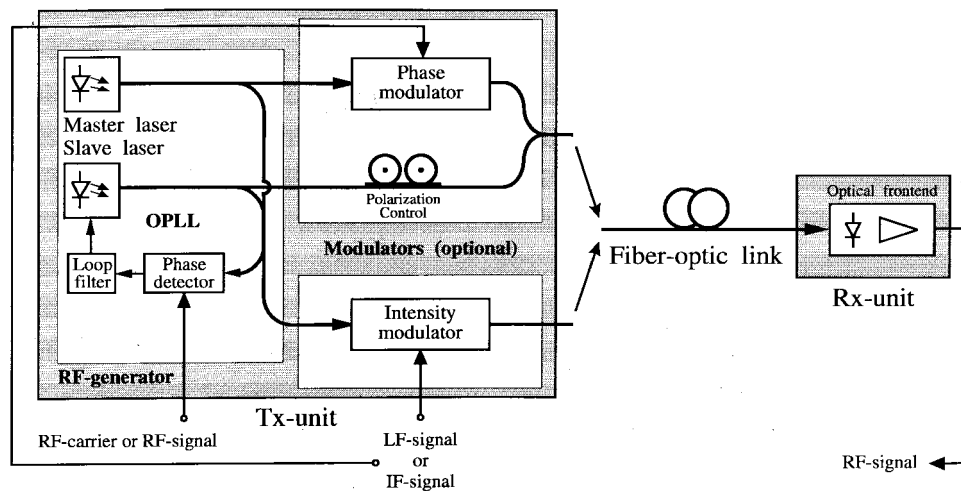 Phase
modulator
Master laser
Slave laser
Polarization
Control
OPLL
Optical frontend
Modulators (optional)
Fiber-optic link
Loop
filter
Phase
detector
Rx-unit
Intensity
modulator
RF-generator
Tx-unit
RF-carrier or RF-signal
LF-signal
or
IF-signal
RF-signal